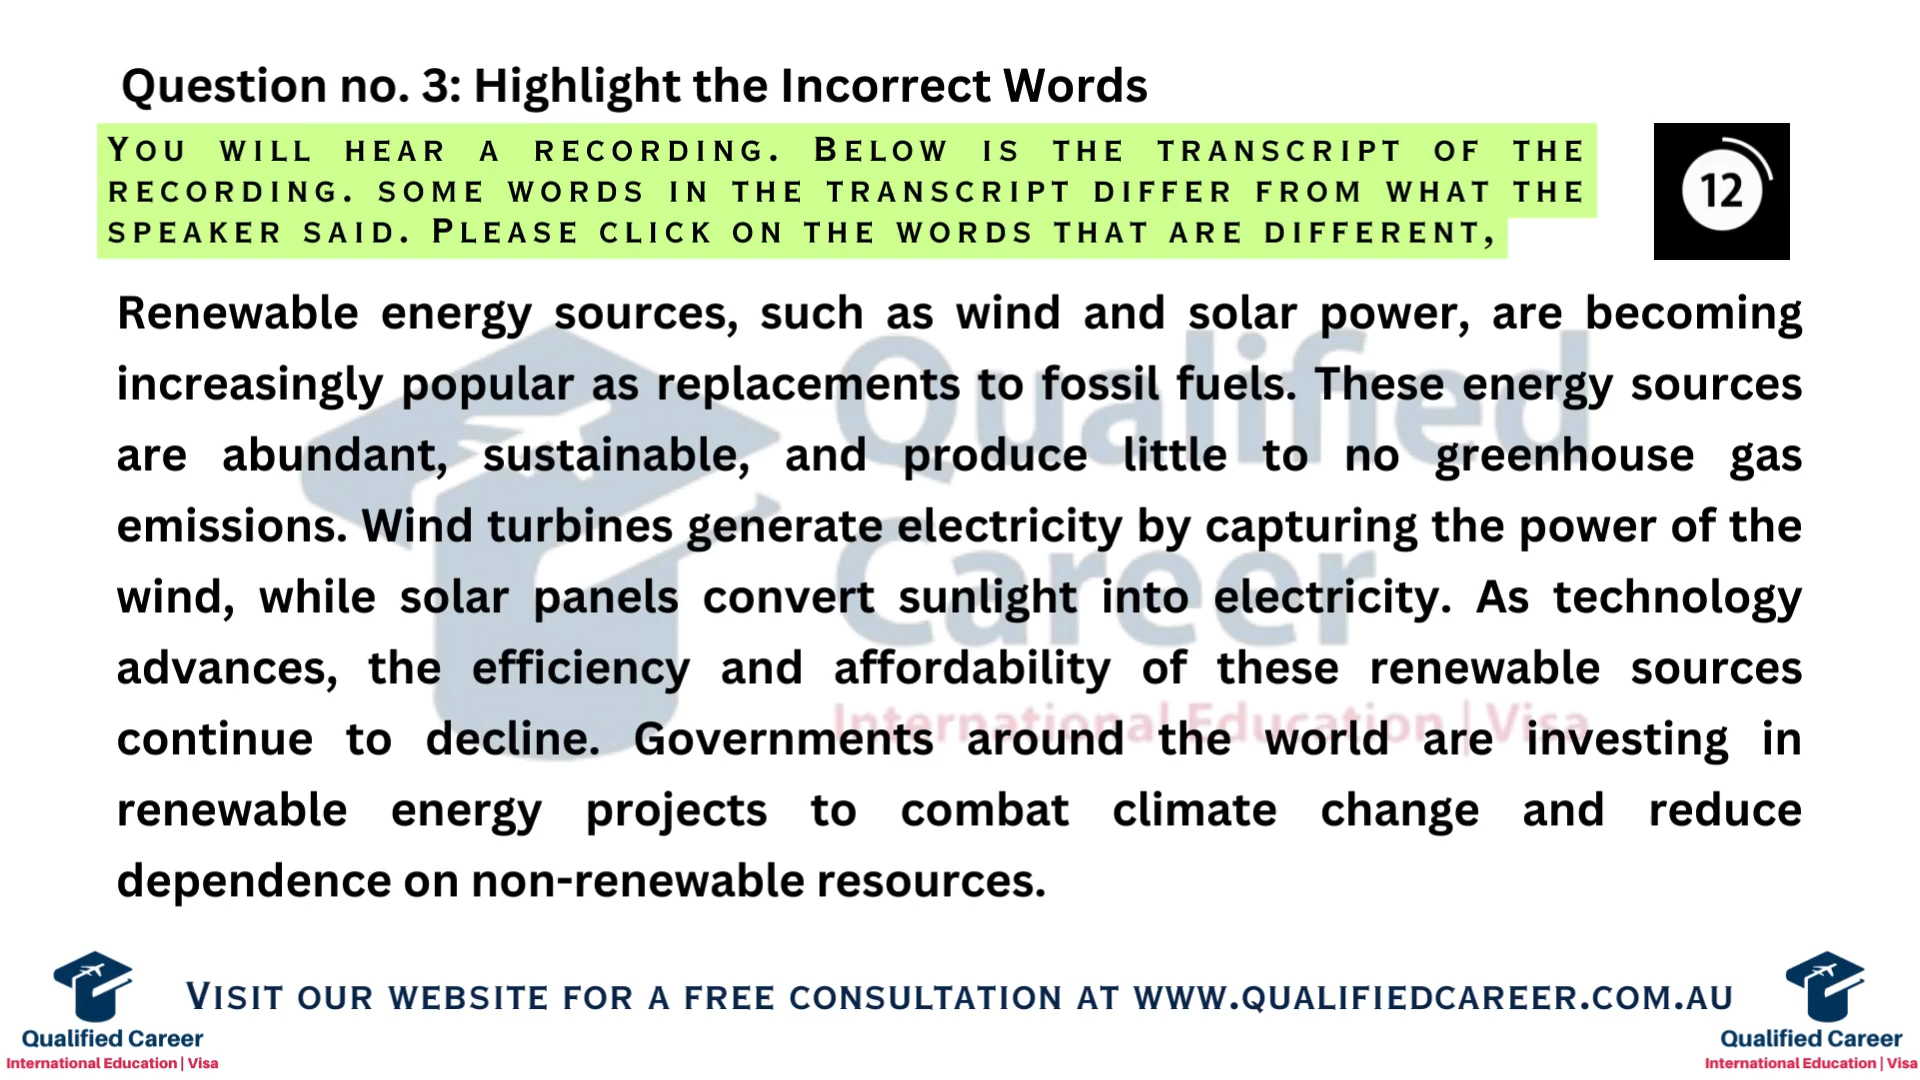 Question no. 3: Highlight the Incorrect Words
You will hear a recording. Below is the transcript of the
recording. some words in the transcript differ from what the
speaker said. Please click on the words that are different,
12
Renewable energy sources, such as wind and solar power, are becoming
increasingly popular as replacements to fossil fuels. These energy sources
are abundant, sustainable, and produce little to no greenhouse gas
emissions. Wind turbines generate electricity by capturing the power of the
wind, while solar panels convert sunlight into electricity. As technology
advances, the efficiency and affordability of these renewable sources
continue to decline. Governments around the world are investing in
renewable energy projects to combat climate change and reduce
dependence on non-renewable resources.
Qualified
Career
International Education | Visa
Visit our website for a free consultation at www.qualifiedcareer.com.au
Qualified Career
International Education | Visa
Qualified Career
International Education | Visa